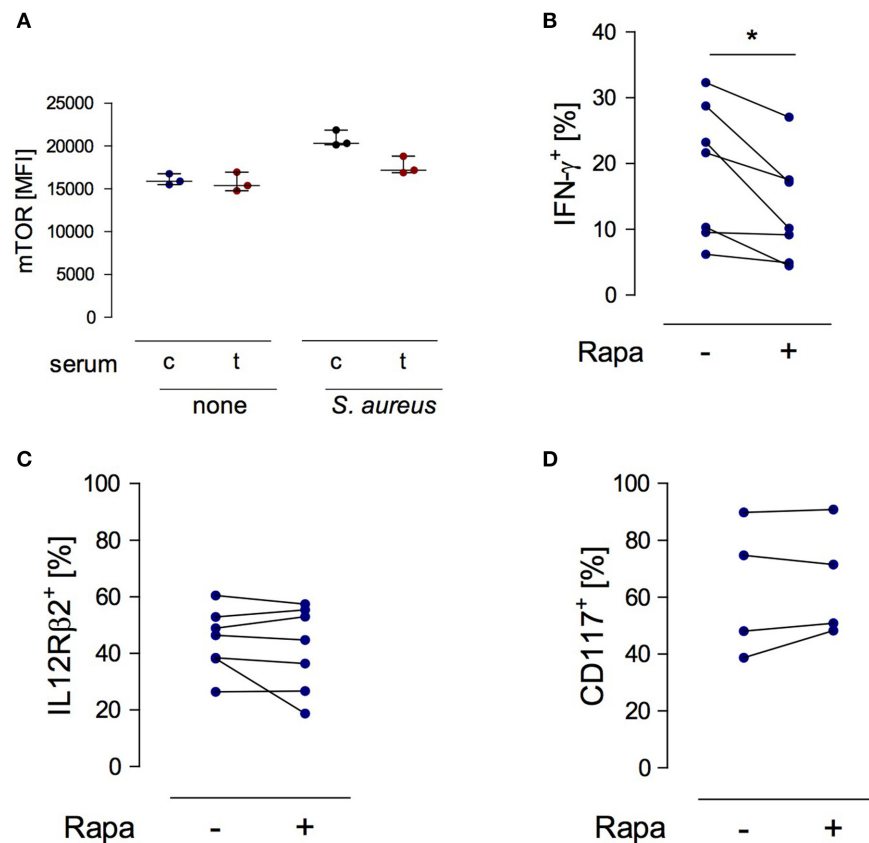 A
mTOR [MFI]
25000
20000
15000
10000
5000
0
serum c t c t
none S. aureus
B
IFN-γ+ [%]
40
30
20
10
0
*
Rapa - +
C
IL12Rβ2+ [%]
100
80
60
40
20
0
Rapa - +
D
CD117+ [%]
100
80
60
40
20
0
Rapa - +